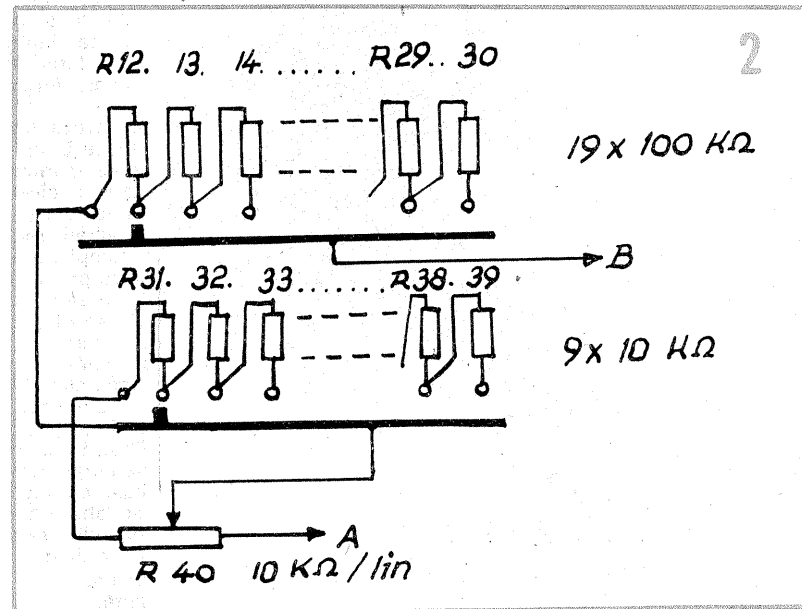 2
R12. 13. 14. ...... R29.. 30
19 x 100 KΩ
B
R31. 32. 33. ...... R38. 39
9 x 10 KΩ
A
R 40 10 KΩ / lin